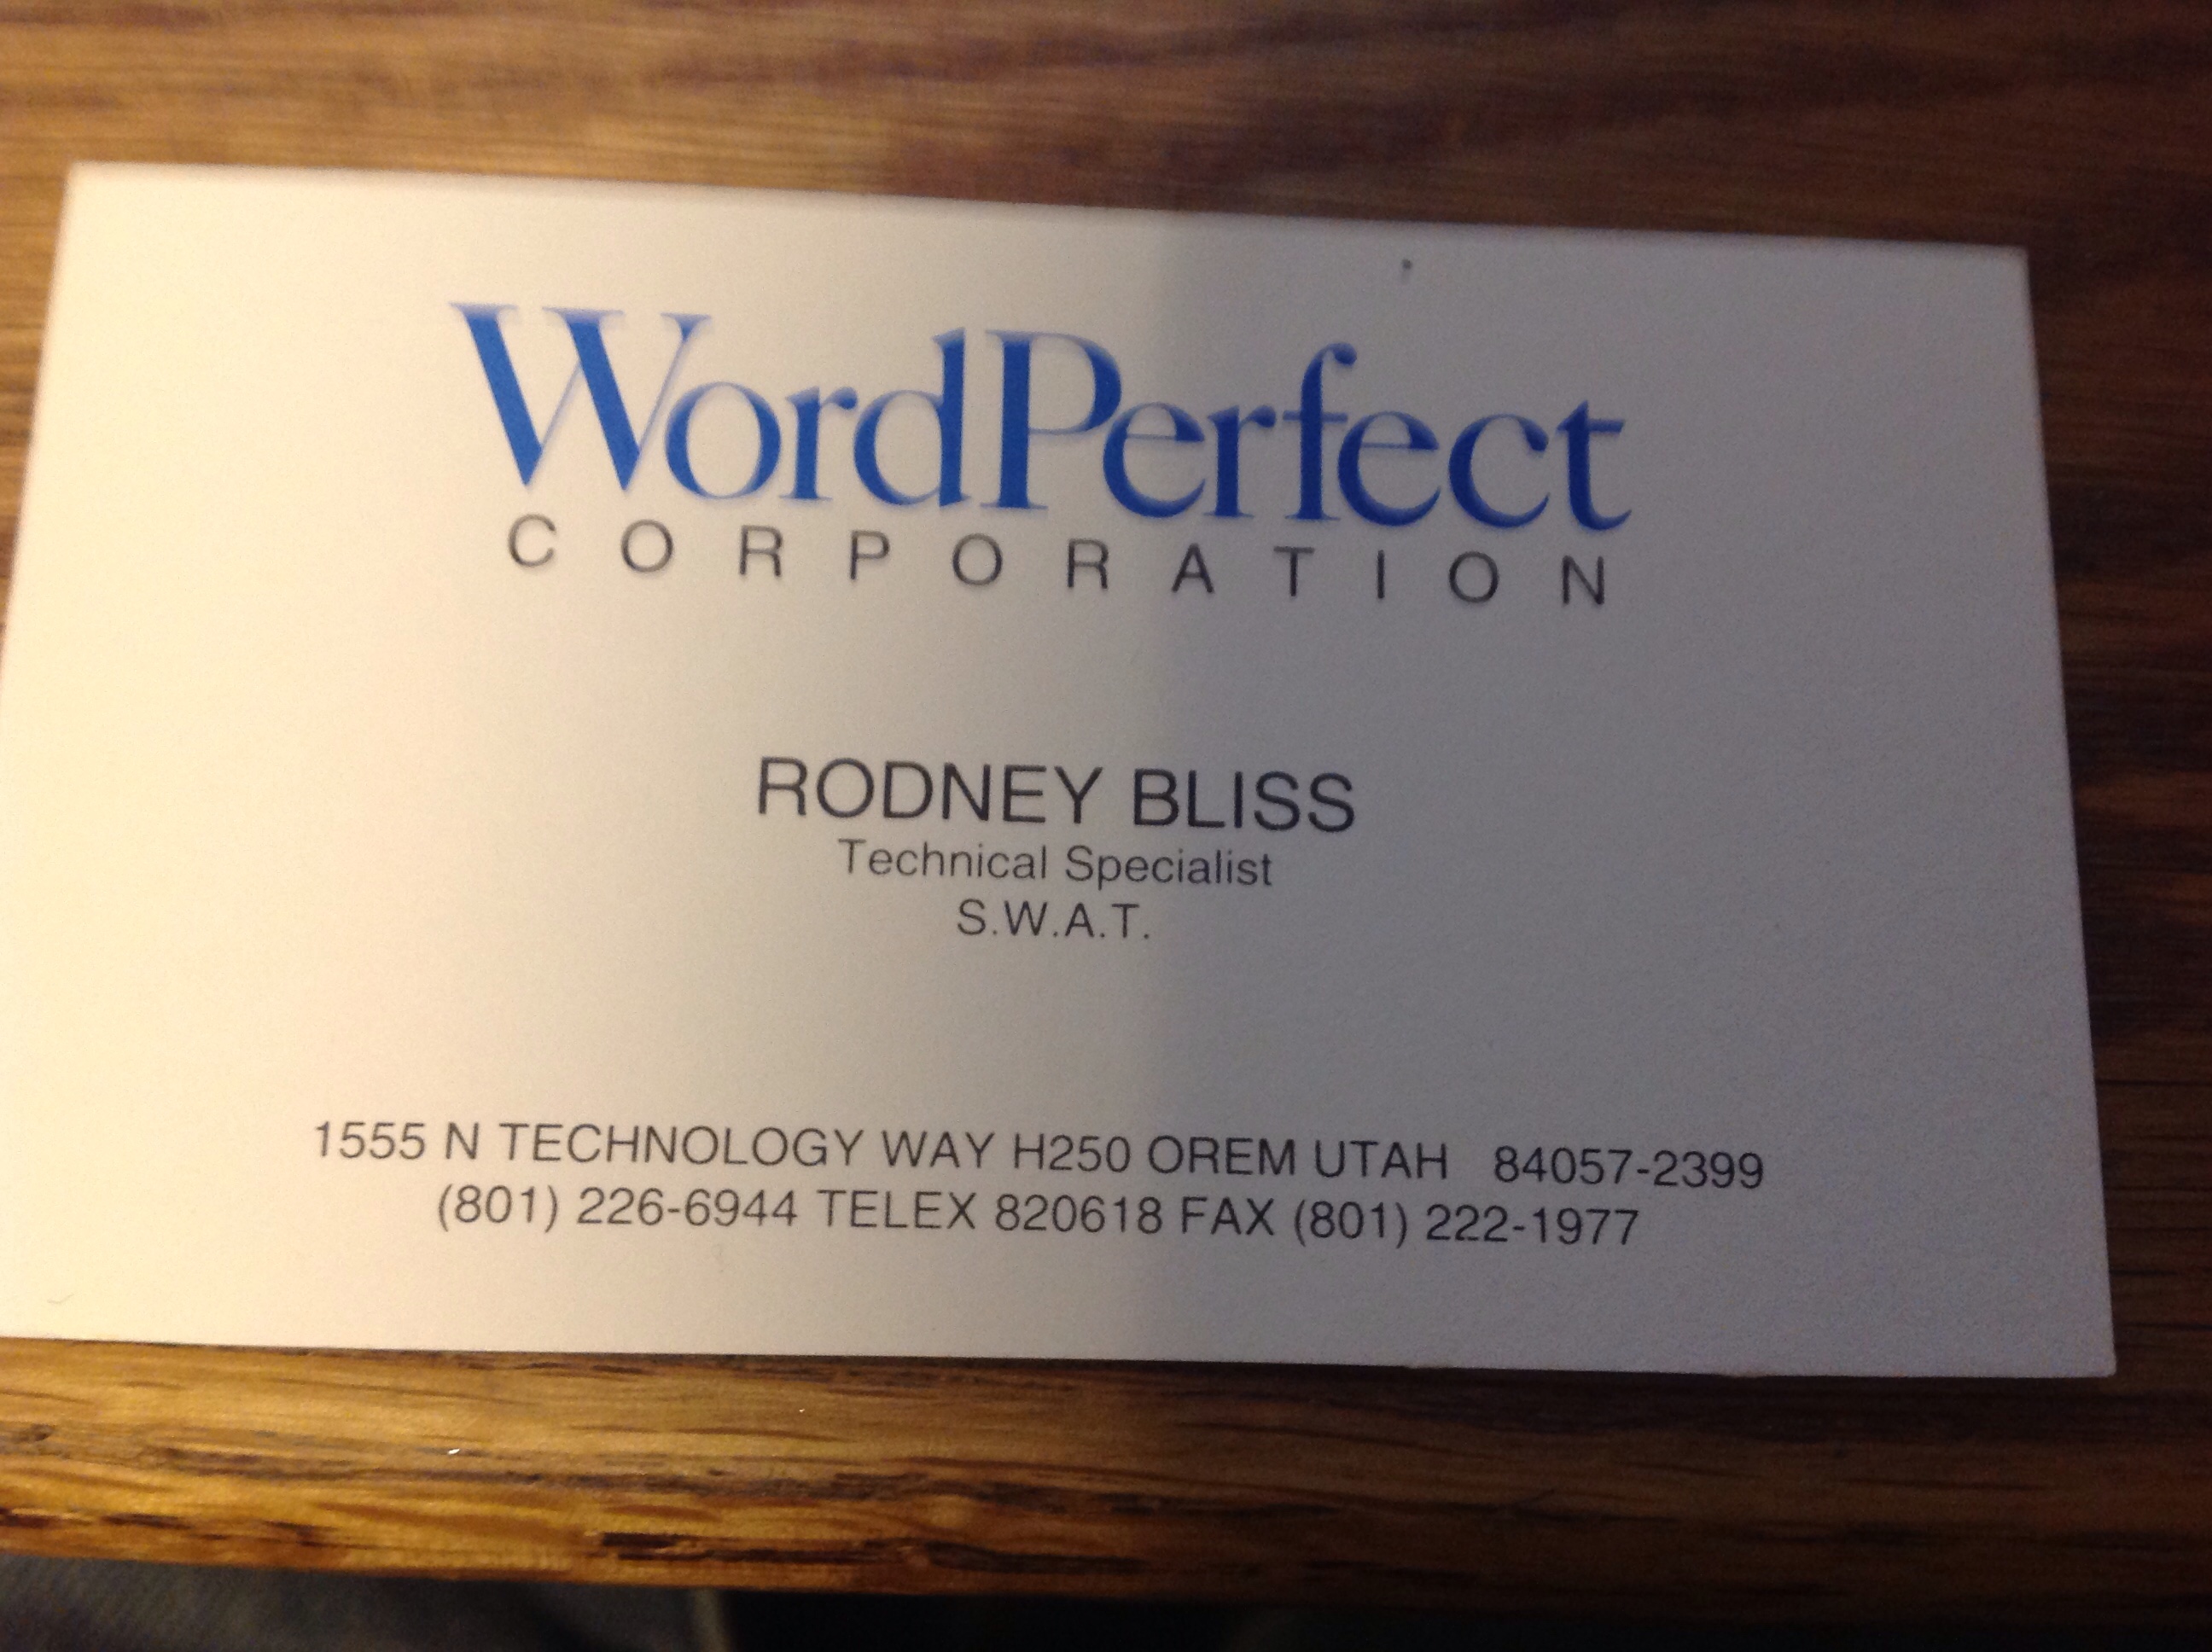 WordPerfect
CORPORATION
RODNEY BLISS
Technical Specialist
S.W.A.T.
1555 N TECHNOLOGY WAY H250 OREM UTAH 84057-2399
(801) 226-6944 TELEX 820618 FAX (801) 222-1977